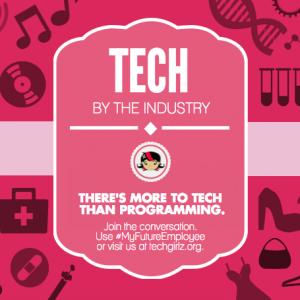 TECH
BY THE INDUSTRY
THERE'S MORE TO TECH
THAN PROGRAMMING.
Join the conversation.
Use #MyFutureEmployee
or visit us at techgirlz.org.